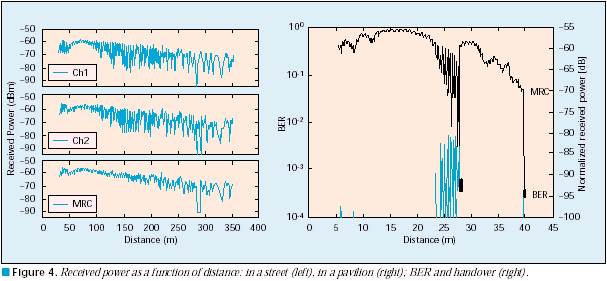 Received Power (dBm)
−50
−60
−70
−80
−90
Ch1
−50
−60
−70
−80
−90
Ch2
−50
−60
−70
−80
−90
MRC
0 50 100 150 200 250 300 350 400
Distance (m)
BER
10⁰
10⁻¹
10⁻²
10⁻³
10⁻⁴
0 5 10 15 20 25 30 35 40 45
Distance (m)
MRC
BER
−55
−60
−65
−70
−75
−80
−85
−90
−95
−100
Normalized received power (dB)
Figure 4. Received power as a function of distance: in a street (left), in a pavilion (right); BER and handover (right).